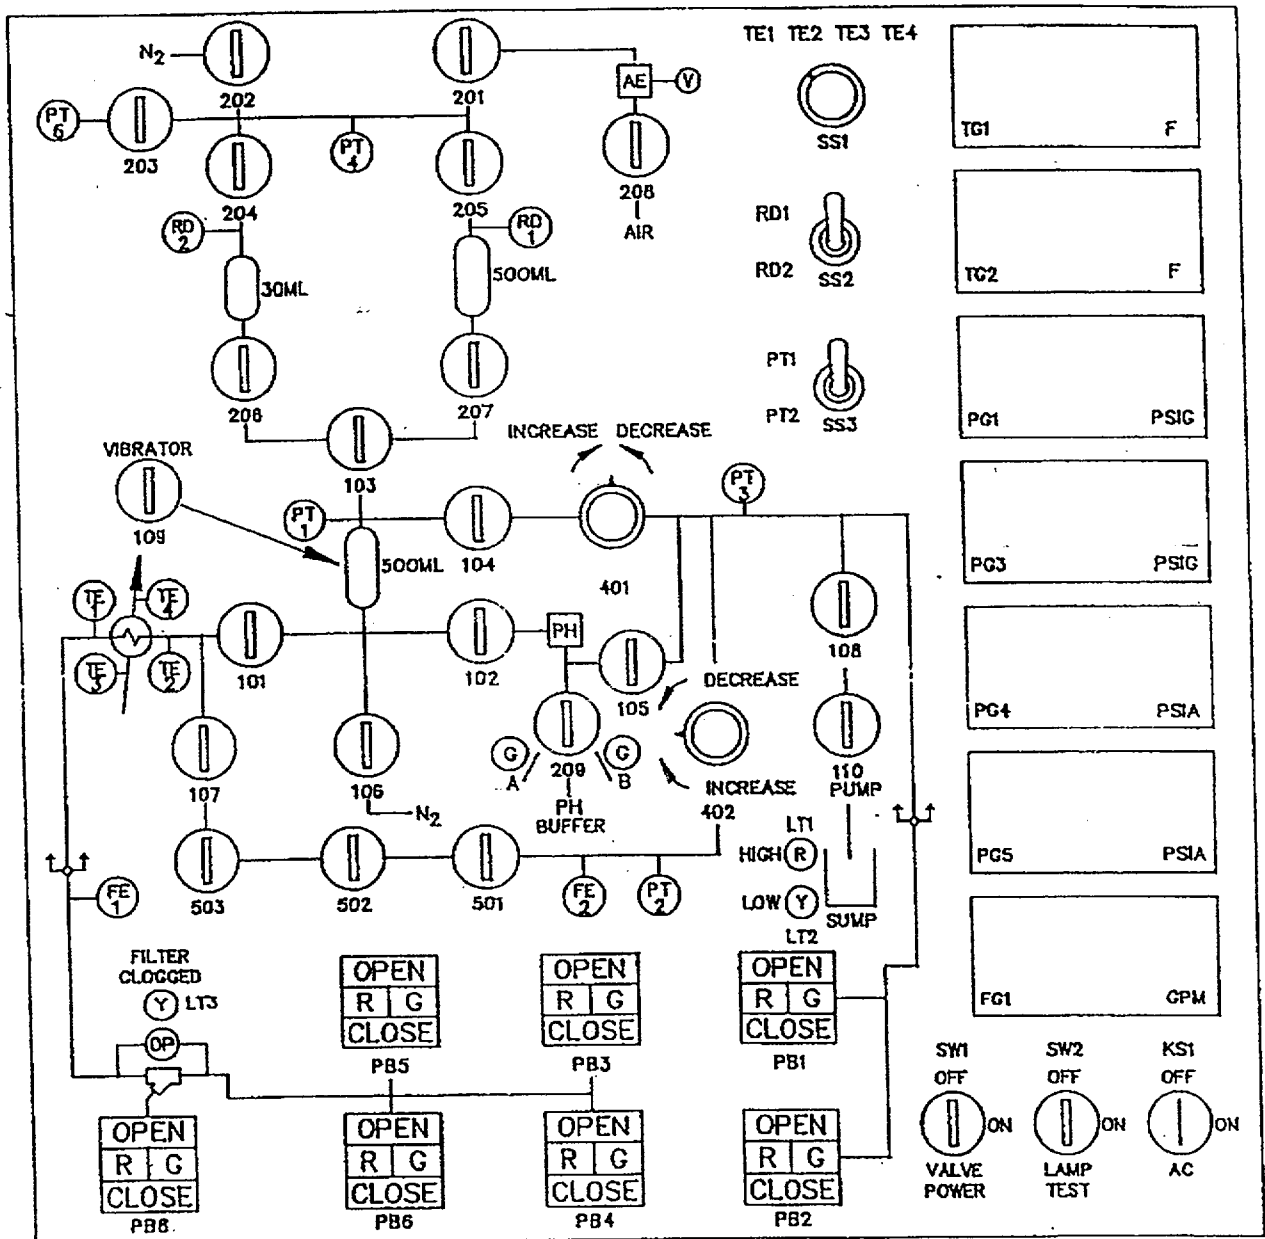 TE1 TE2 TE3 TE4
N2
202
201
AE
V
PT
5
203
PT
4
SS1
TG1
F
204
205
208
AIR
RD
2
RD
1
RD1
RD2
SS2
30ML
500ML
TG2
F
206
207
PT1
PT2
SS3
PG1
PSIG
INCREASE DECREASE
VIBRATOR
103
109
PT
1
PT
3
500ML
104
401
PG3
PSIG
TE
1
TE
4
TE
3
TE
2
101
102
PH
108
105
DECREASE
PG4
PSIA
107
106
G
A
209
G
B
N2
PH
BUFFER
INCREASE
402
110
PUMP
LT1
HIGH
R
LOW
Y
LT2
SUMP
PG5
PSIA
FE
1
503
502
501
FE
2
PT
2
FILTER
CLOGGED
Y
LT3
OPEN
R G
CLOSE
PB5
OPEN
R G
CLOSE
PB3
OPEN
R G
CLOSE
PB1
FG1
GPM
SW1
OFF
ON
VALVE
POWER
SW2
OFF
ON
LAMP
TEST
KS1
OFF
ON
AC
OPEN
R G
CLOSE
OPEN
R G
CLOSE
PB6
OPEN
R G
CLOSE
PB4
OPEN
R G
CLOSE
PB2